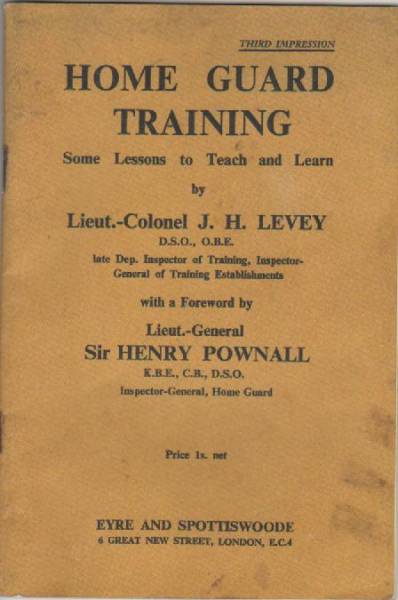 THIRD IMPRESSION
HOME GUARD
TRAINING
Some Lessons to Teach and Learn
by
Lieut.-Colonel J. H. LEVEY
D.S.O., O.B.E.
late Dep. Inspector of Training, Inspector-
General of Training Establishments
with a Foreword by
Lieut.-General
Sir HENRY POWNALL
K.B.E., C.B., D.S.O.
Inspector-General, Home Guard
Price 1s. net
EYRE AND SPOTTISWOODE
6 GREAT NEW STREET, LONDON, E.C.4